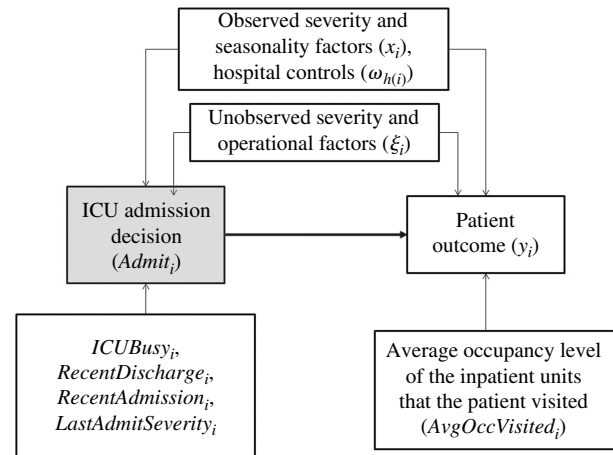 Observed severity and
seasonality factors (xᵢ),
hospital controls (ω_h(i))
Unobserved severity and
operational factors (ξᵢ)
ICU admission
decision
(Admitᵢ)
Patient
outcome (yᵢ)
ICUBusyᵢ,
RecentDischargeᵢ,
RecentAdmissionᵢ,
LastAdmitSeverityᵢ
Average occupancy level
of the inpatient units
that the patient visited
(AvgOccVisitedᵢ)